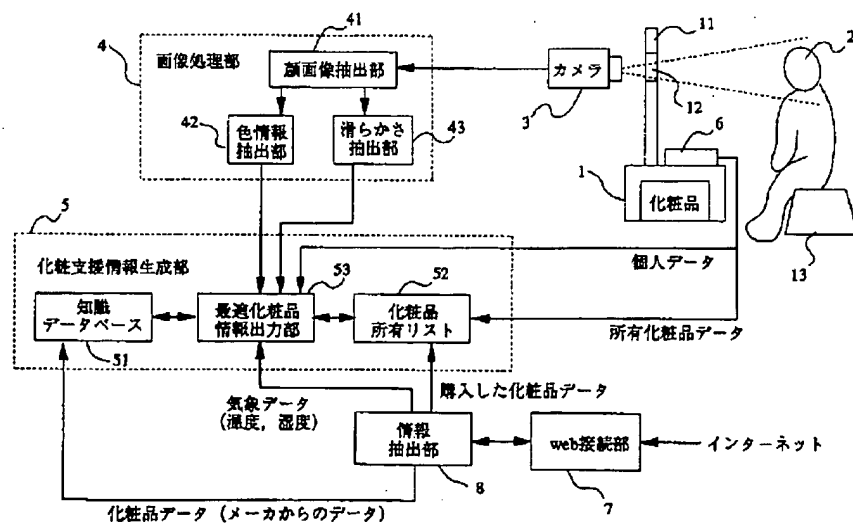 41
11
2
4
画像処理部
顔画像抽出部
カメラ
3
12
42
色情報
抽出部
滑らかさ
抽出部
43
6
1
化粧品
13
5
化粧支援情報生成部
個人データ
53
52
知識
データベース
最適化粧品
情報出力部
化粧品
所有リスト
51
所有化粧品データ
気象データ
(温度, 湿度)
購入した化粧品データ
情報
抽出部
web接続部
インターネット
8
7
化粧品データ (メーカからのデータ)